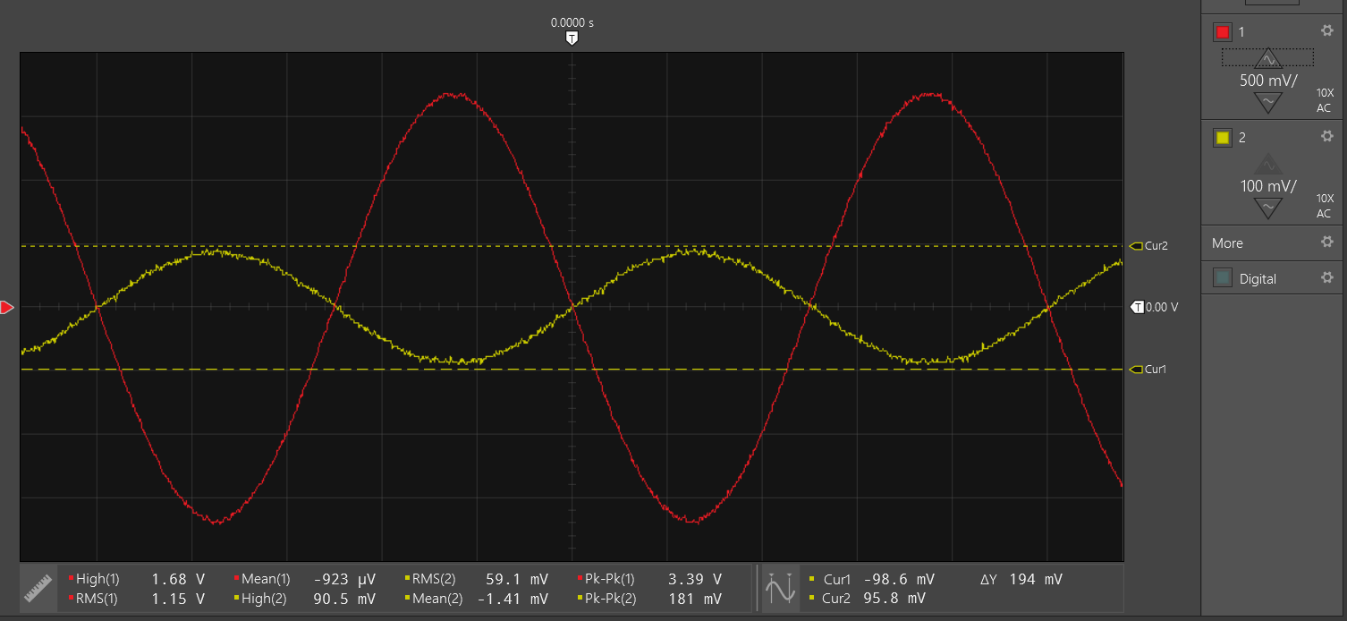 0.0000 s
T
1
500 mV/
10X
AC
2
100 mV/
10X
AC
More
Digital
Cur2
T 0.00 V
Cur1
High(1) 1.68 V Mean(1) -923 µV RMS(2) 59.1 mV Pk-Pk(1) 3.39 V Cur1 -98.6 mV ΔY 194 mV
RMS(1) 1.15 V High(2) 90.5 mV Mean(2) -1.41 mV Pk-Pk(2) 181 mV Cur2 95.8 mV